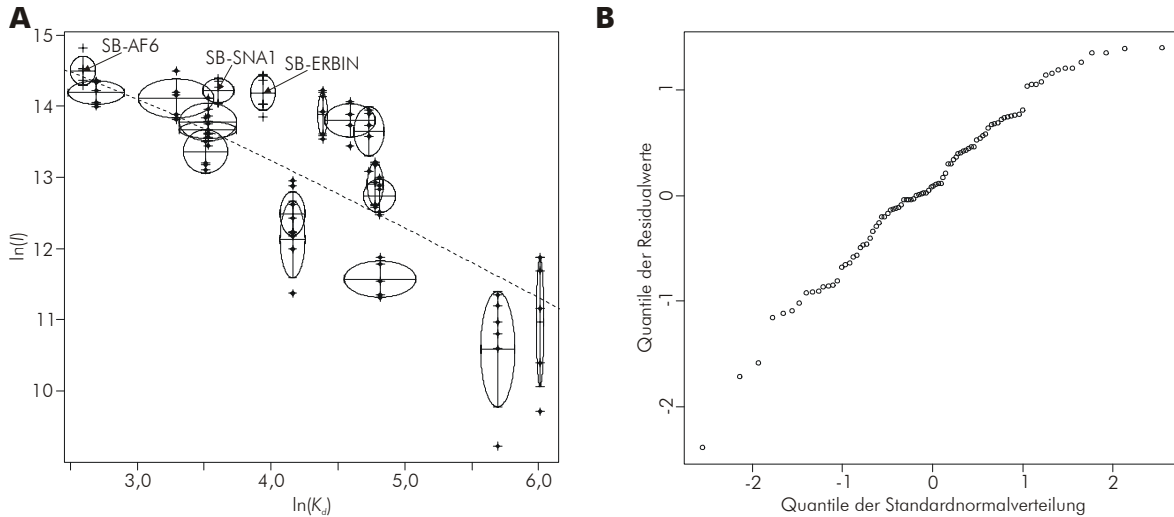 A
15
14
13
12
11
10
ln(I)
SB-AF6
SB-SNA1
SB-ERBIN
3,0 4,0 5,0 6,0
ln(Kd)
B
1
0
-1
-2
Quantile der Residualwerte
-2 -1 0 1 2
Quantile der Standardnormalverteilung